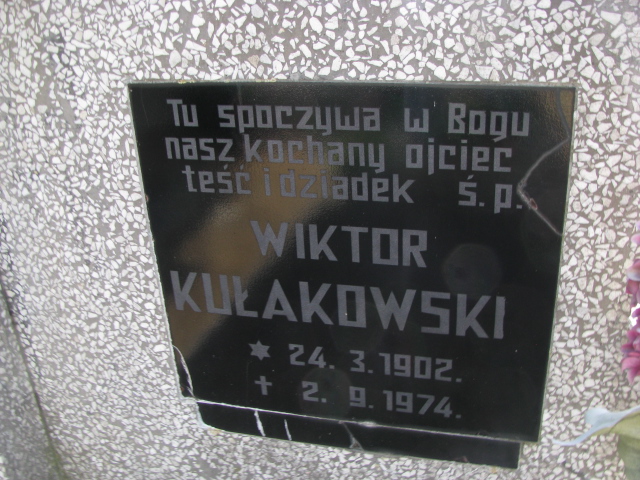 Tu spoczywa w Bogu
nasz kochany ojciec
teść i dziadek ś.p.
WIKTOR
KUŁAKOWSKI
✶ 24. 3. 1902.
† 2. 9. 1974.